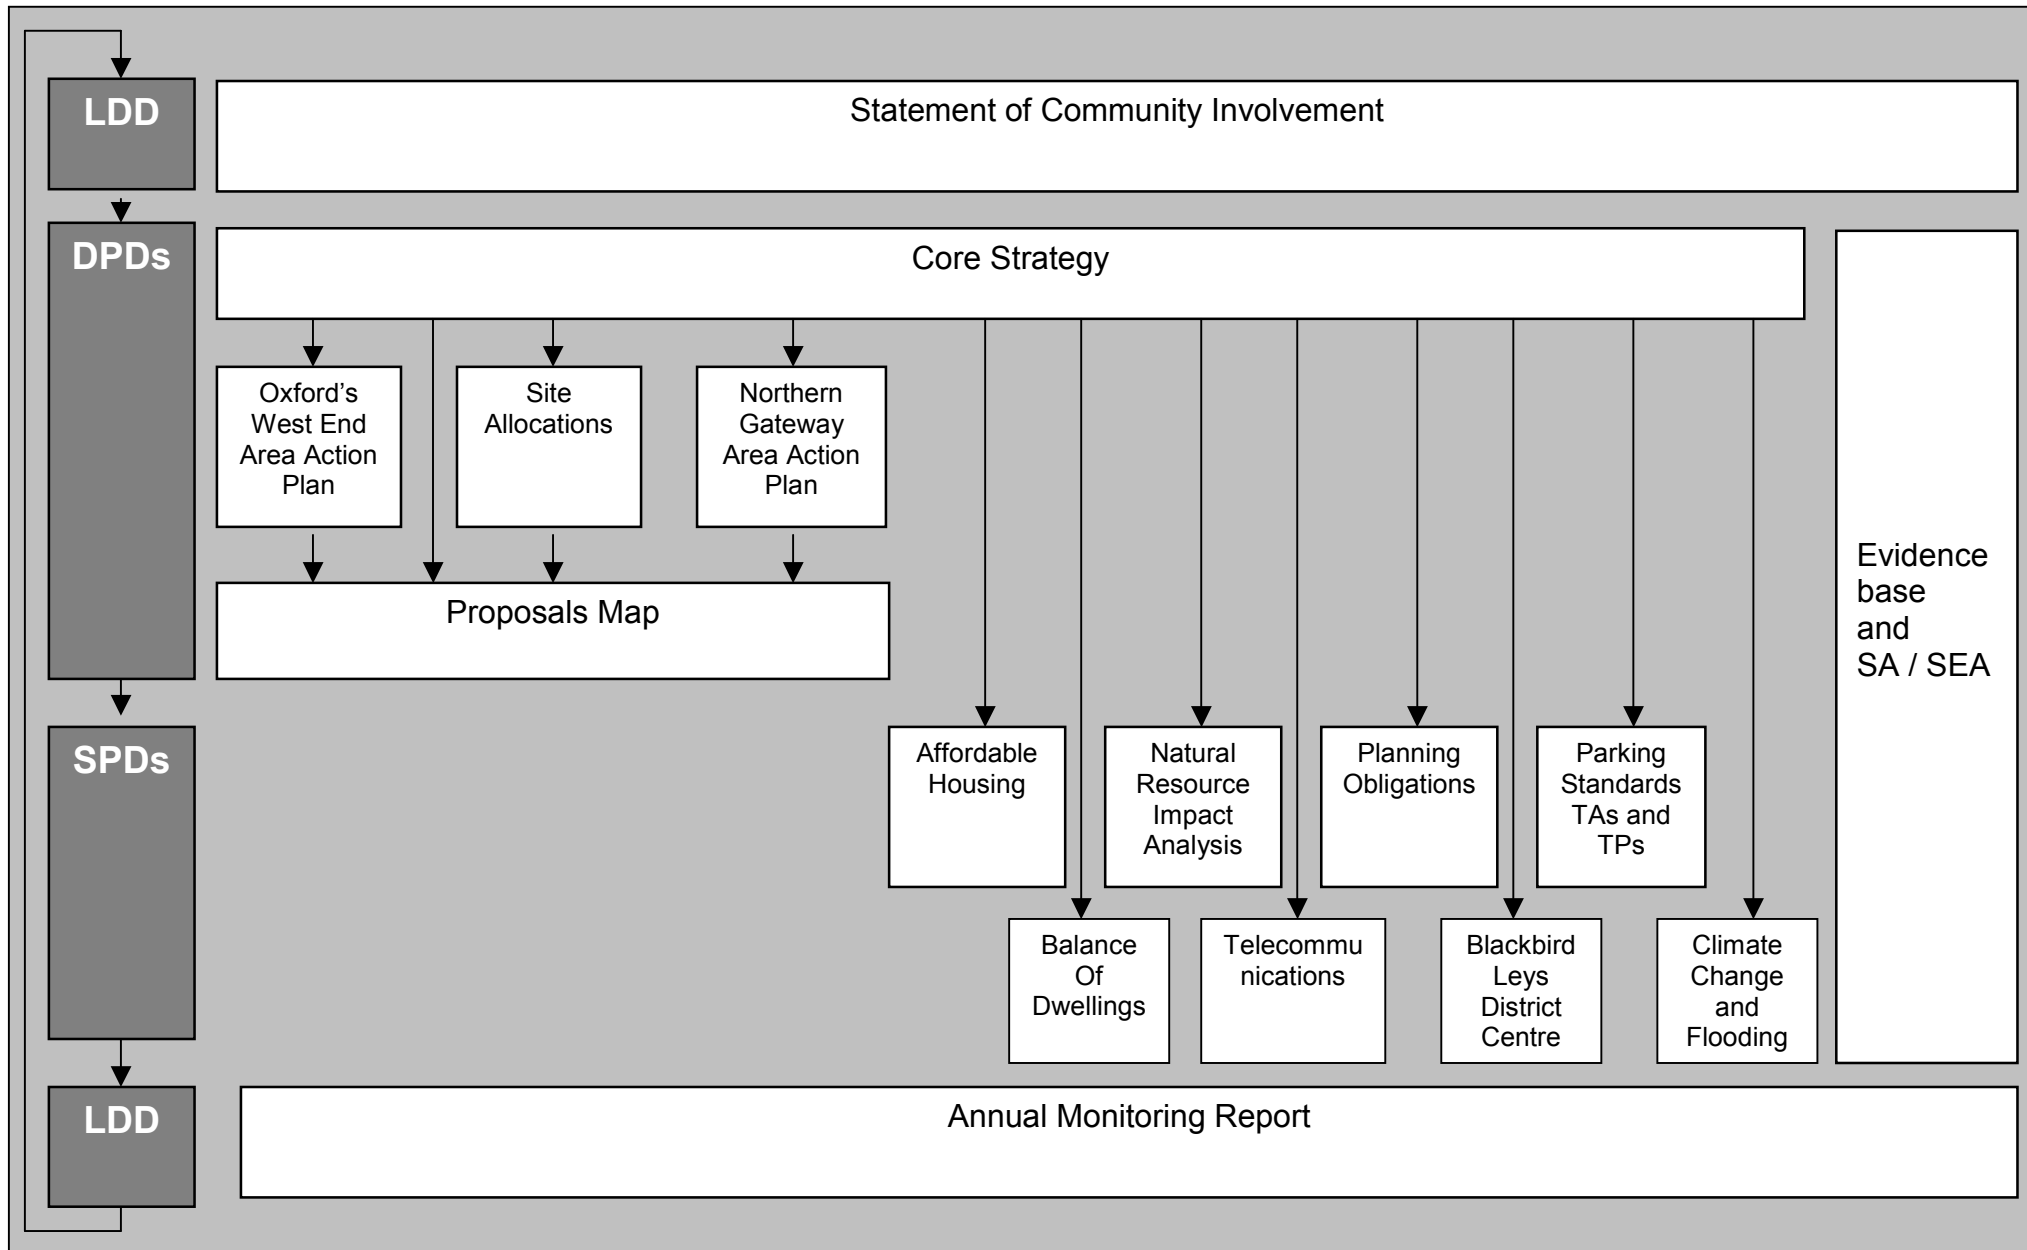 LDD
Statement of Community Involvement
DPDs
Core Strategy
Oxford’s
West End
Area Action
Plan
Site
Allocations
Northern
Gateway
Area Action
Plan
Proposals Map
Evidence
base
and
SA / SEA
SPDs
Affordable
Housing
Natural
Resource
Impact
Analysis
Planning
Obligations
Parking
Standards
TAs and
TPs
Balance
Of
Dwellings
Telecommu
nications
Blackbird
Leys
District
Centre
Climate
Change
and
Flooding
LDD
Annual Monitoring Report